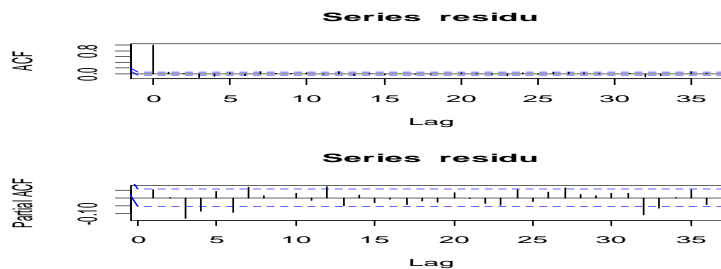 Series residu
ACF
0.0 0.8
0 5 10 15 20 25 30 35
Lag
Series residu
Partial ACF
-0.10
0 5 10 15 20 25 30 35
Lag